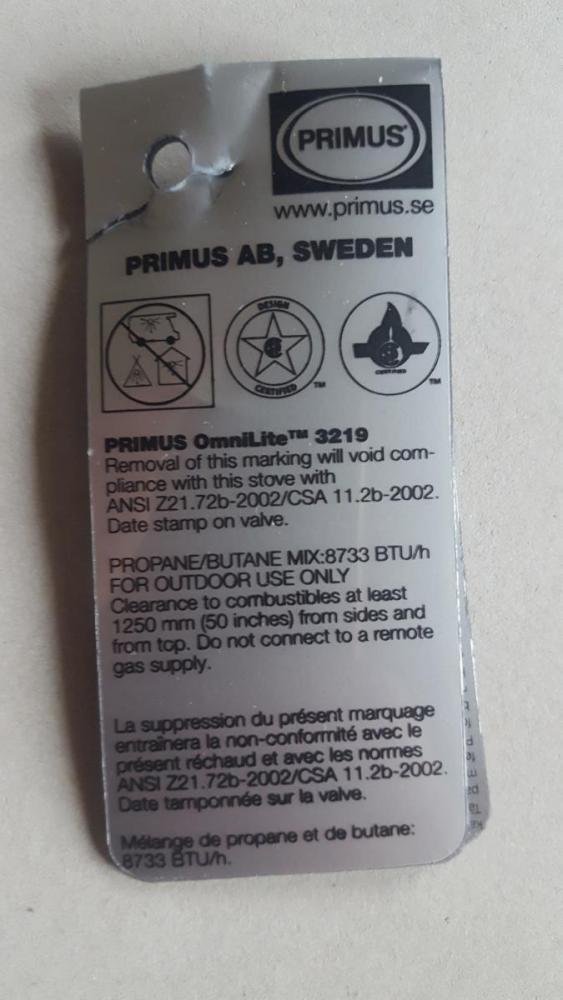 PRIMUS
www.primus.se
PRIMUS AB, SWEDEN
DESIGN
CERTIFIED
TM
CERTIFIED
TM
PRIMUS OmniLite™ 3219
Removal of this marking will void com-
pliance with this stove with
ANSI Z21.72b-2002/CSA 11.2b-2002.
Date stamp on valve.
PROPANE/BUTANE MIX:8733 BTU/h
FOR OUTDOOR USE ONLY
Clearance to combustibles at least
1250 mm (50 inches) from sides and
from top. Do not connect to a remote
gas supply.
La suppression du présent marquage
entraînera la non-conformité avec le
présent réchaud et avec les normes
ANSI Z21.72b-2002/CSA 11.2b-2002.
Date tamponnée sur la valve.
Mélange de propane et de butane:
8733 BTU/h.